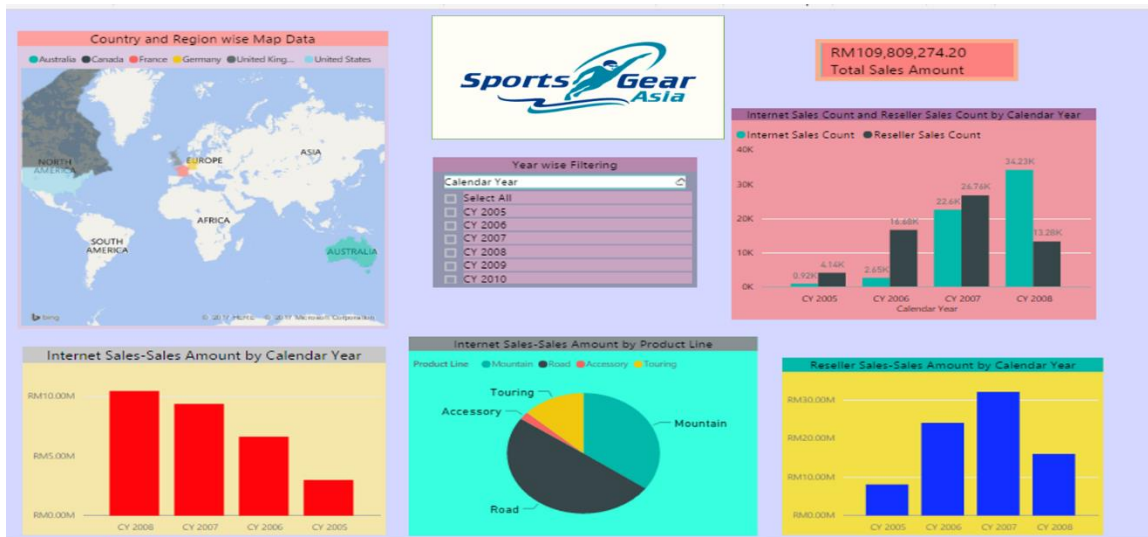 Country and Region wise Map Data
Australia Canada France Germany United King... United States
NORTH AMERICA
EUROPE
ASIA
AFRICA
SOUTH AMERICA
AUSTRALIA
bing
© 2017 HERE © 2017 Microsoft Corporation
Sports Gear
Asia
RM109,809,274.20
Total Sales Amount
Year wise Filtering
Calendar Year
Select All
CY 2005
CY 2006
CY 2007
CY 2008
CY 2009
CY 2010
Internet Sales Count and Reseller Sales Count by Calendar Year
Internet Sales Count Reseller Sales Count
40K
30K
20K
10K
0K
0.92K 4.14K 2.65K 16.68K 22.6K 26.76K 34.23K 13.28K
CY 2005 CY 2006 CY 2007 CY 2008
Calendar Year
Internet Sales-Sales Amount by Calendar Year
RM10.00M
RM5.00M
RM0.00M
CY 2008 CY 2007 CY 2006 CY 2005
Internet Sales-Sales Amount by Product Line
Product Line Mountain Road Accessory Touring
Touring
Accessory
Mountain
Road
Reseller Sales-Sales Amount by Calendar Year
RM30.00M
RM20.00M
RM10.00M
RM0.00M
CY 2005 CY 2006 CY 2007 CY 2008